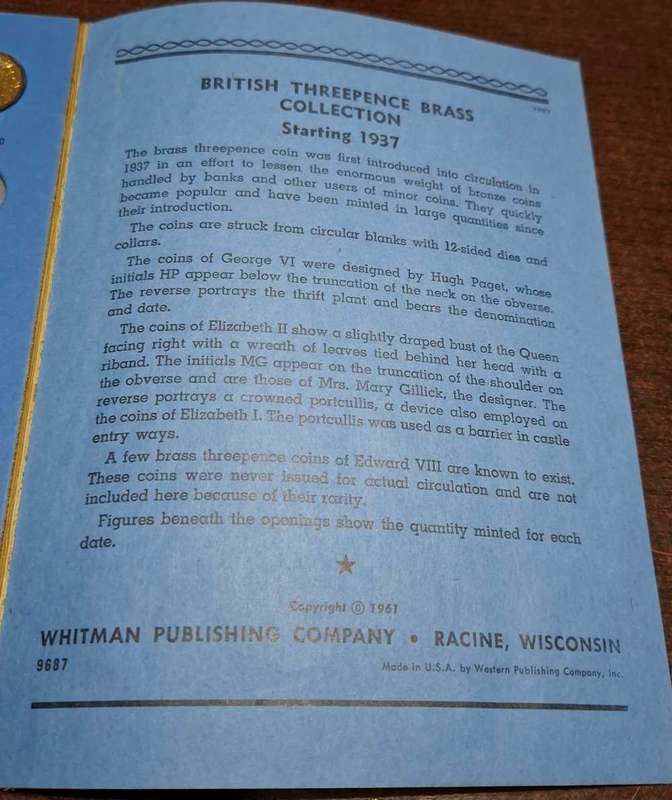 BRITISH THREEPENCE BRASS
COLLECTION
Starting 1937
The brass threepence coin was first introduced into circulation in
1937 in an effort to lessen the enormous weight of bronze coins
handled by banks and other users of minor coins. They quickly
became popular and have been minted in large quantities since
their introduction.
The coins are struck from circular blanks with 12-sided dies and
collars.
The coins of George VI were designed by Hugh Paget, whose
initials HP appear below the truncation of the neck on the obverse.
The reverse portrays the thrift plant and bears the denomination
and date.
The coins of Elizabeth II show a slightly draped bust of the Queen
facing right with a wreath of leaves tied behind her head with a
riband. The initials MG appear on the truncation of the shoulder on
the obverse and are those of Mrs. Mary Gillick, the designer. The
reverse portrays a crowned portcullis, a device also employed on
the coins of Elizabeth I. The portcullis was used as a barrier in castle
entry ways.
A few brass threepence coins of Edward VIII are known to exist.
These coins were never issued for actual circulation and are not
included here because of their rarity.
Figures beneath the openings show the quantity minted for each
date.
Copyright © 1961
WHITMAN PUBLISHING COMPANY • RACINE, WISCONSIN
9687
Made in U.S.A. by Western Publishing Company, Inc.